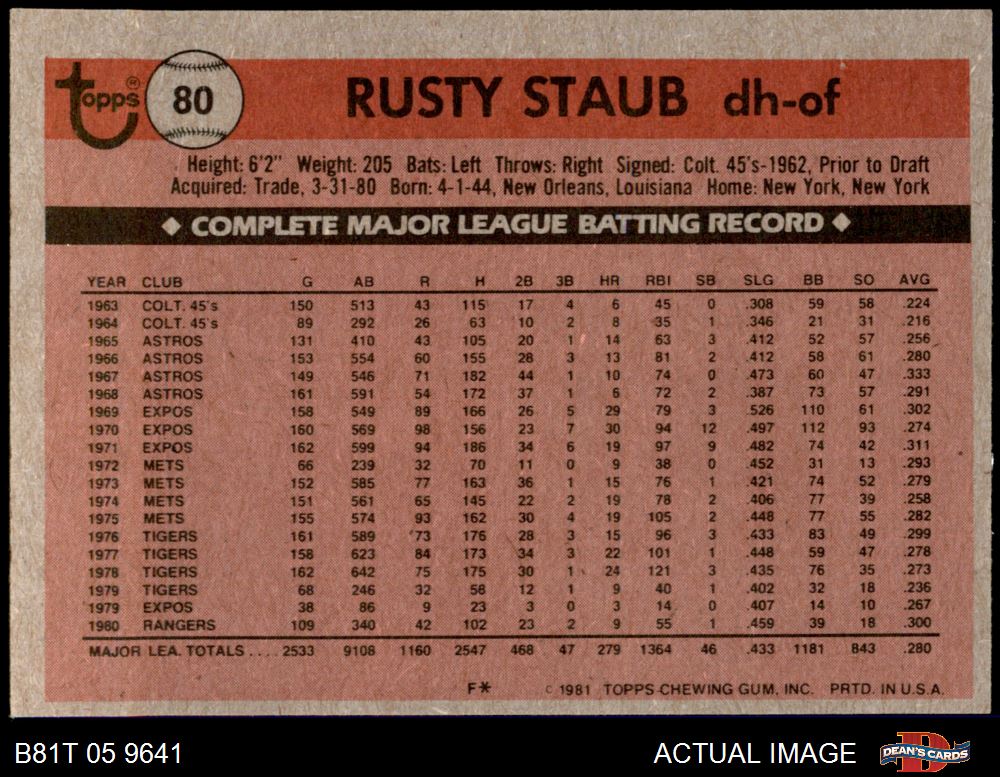 topps® 80 RUSTY STAUB dh-of
Height: 6'2" Weight: 205 Bats: Left Throws: Right Signed: Colt. 45's-1962, Prior to Draft
Acquired: Trade, 3-31-80 Born: 4-1-44, New Orleans, Louisiana Home: New York, New York
◆ COMPLETE MAJOR LEAGUE BATTING RECORD ◆
YEAR CLUB G AB R H 2B 3B HR RBI SB SLG BB SO AVG
1963 COLT. 45's 150 513 43 115 17 4 6 45 0 .308 59 58 .224
1964 COLT. 45's 89 292 26 63 10 2 8 35 1 .346 21 31 .216
1965 ASTROS 131 410 43 105 20 1 14 63 3 .412 52 57 .256
1966 ASTROS 153 554 60 155 28 3 13 81 2 .412 58 61 .280
1967 ASTROS 149 546 71 182 44 1 10 74 0 .473 60 47 .333
1968 ASTROS 161 591 54 172 37 1 6 72 2 .387 73 57 .291
1969 EXPOS 158 549 89 166 26 5 29 79 3 .526 110 61 .302
1970 EXPOS 160 569 98 156 23 7 30 94 12 .497 112 93 .274
1971 EXPOS 162 599 94 186 34 6 19 97 9 .482 74 42 .311
1972 METS 66 239 32 70 11 0 9 38 0 .452 31 13 .293
1973 METS 152 585 77 163 36 1 15 76 1 .421 74 52 .279
1974 METS 151 561 65 145 22 2 19 78 2 .406 77 39 .258
1975 METS 155 574 93 162 30 4 19 105 2 .448 77 55 .282
1976 TIGERS 161 589 73 176 28 3 15 96 3 .433 83 49 .299
1977 TIGERS 158 623 84 173 34 3 22 101 1 .448 59 47 .278
1978 TIGERS 162 642 75 175 30 1 24 121 3 .435 76 35 .273
1979 TIGERS 68 246 32 58 12 1 9 40 1 .402 32 18 .236
1979 EXPOS 38 86 9 23 3 0 3 14 0 .407 14 10 .267
1980 RANGERS 109 340 42 102 23 2 9 55 1 .459 39 18 .300
MAJOR LEA. TOTALS .... 2533 9108 1160 2547 468 47 279 1364 46 .433 1181 843 .280
F* © 1981 TOPPS CHEWING GUM, INC. PRTD. IN U.S.A.
B81T 05 9641 ACTUAL IMAGE DEAN'S CARDS